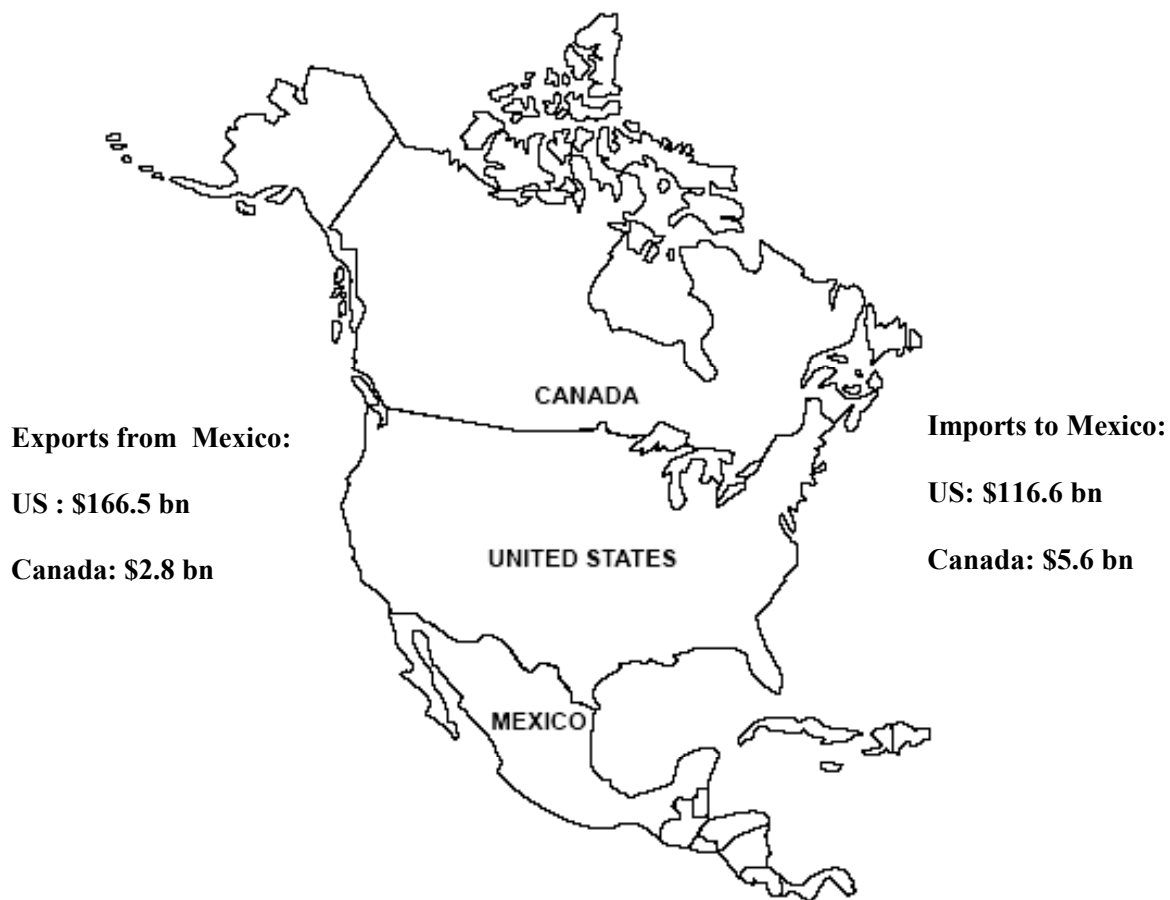 CANADA
Exports from  Mexico:
US : $166.5 bn
Canada: $2.8 bn
Imports to Mexico:
US: $116.6 bn
Canada: $5.6 bn
UNITED STATES
MEXICO